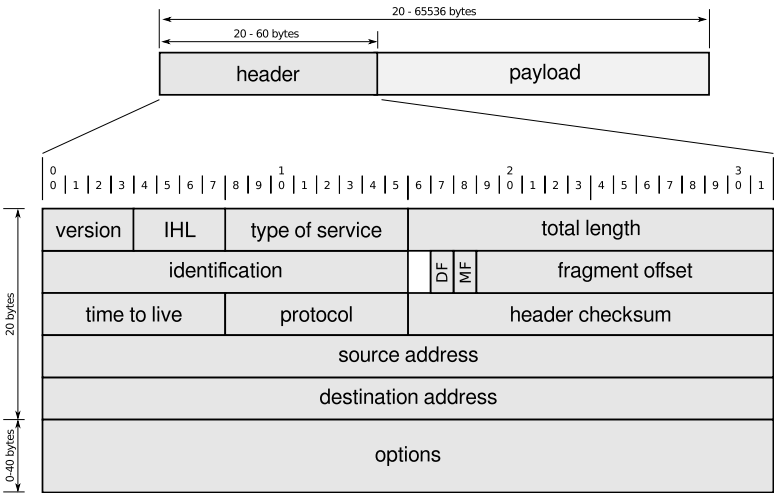 20 - 65536 bytes
20 - 60 bytes
header payload
0 1 2 3
0 1 2 3 4 5 6 7 8 9 0 1 2 3 4 5 6 7 8 9 0 1 2 3 4 5 6 7 8 9 0 1
version IHL type of service total length
identification DF MF fragment offset
time to live protocol header checksum
source address
destination address
options
20 bytes
0-40 bytes